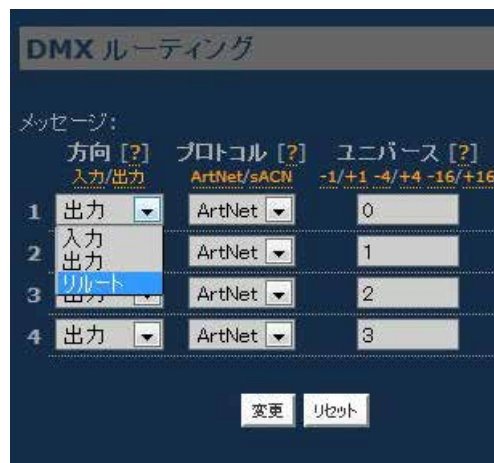 DMX ルーティング
メッセージ:
方向 [?] プロトコル [?] ユニバース [?]
入力/出力 ArtNet/sACN -1/+1 -4/+4 -16/+16
1 出力 ArtNet 0
入力
2 出力 ArtNet 1
リルート
3 出力 ArtNet 2
4 出力 ArtNet 3
変更 リセット